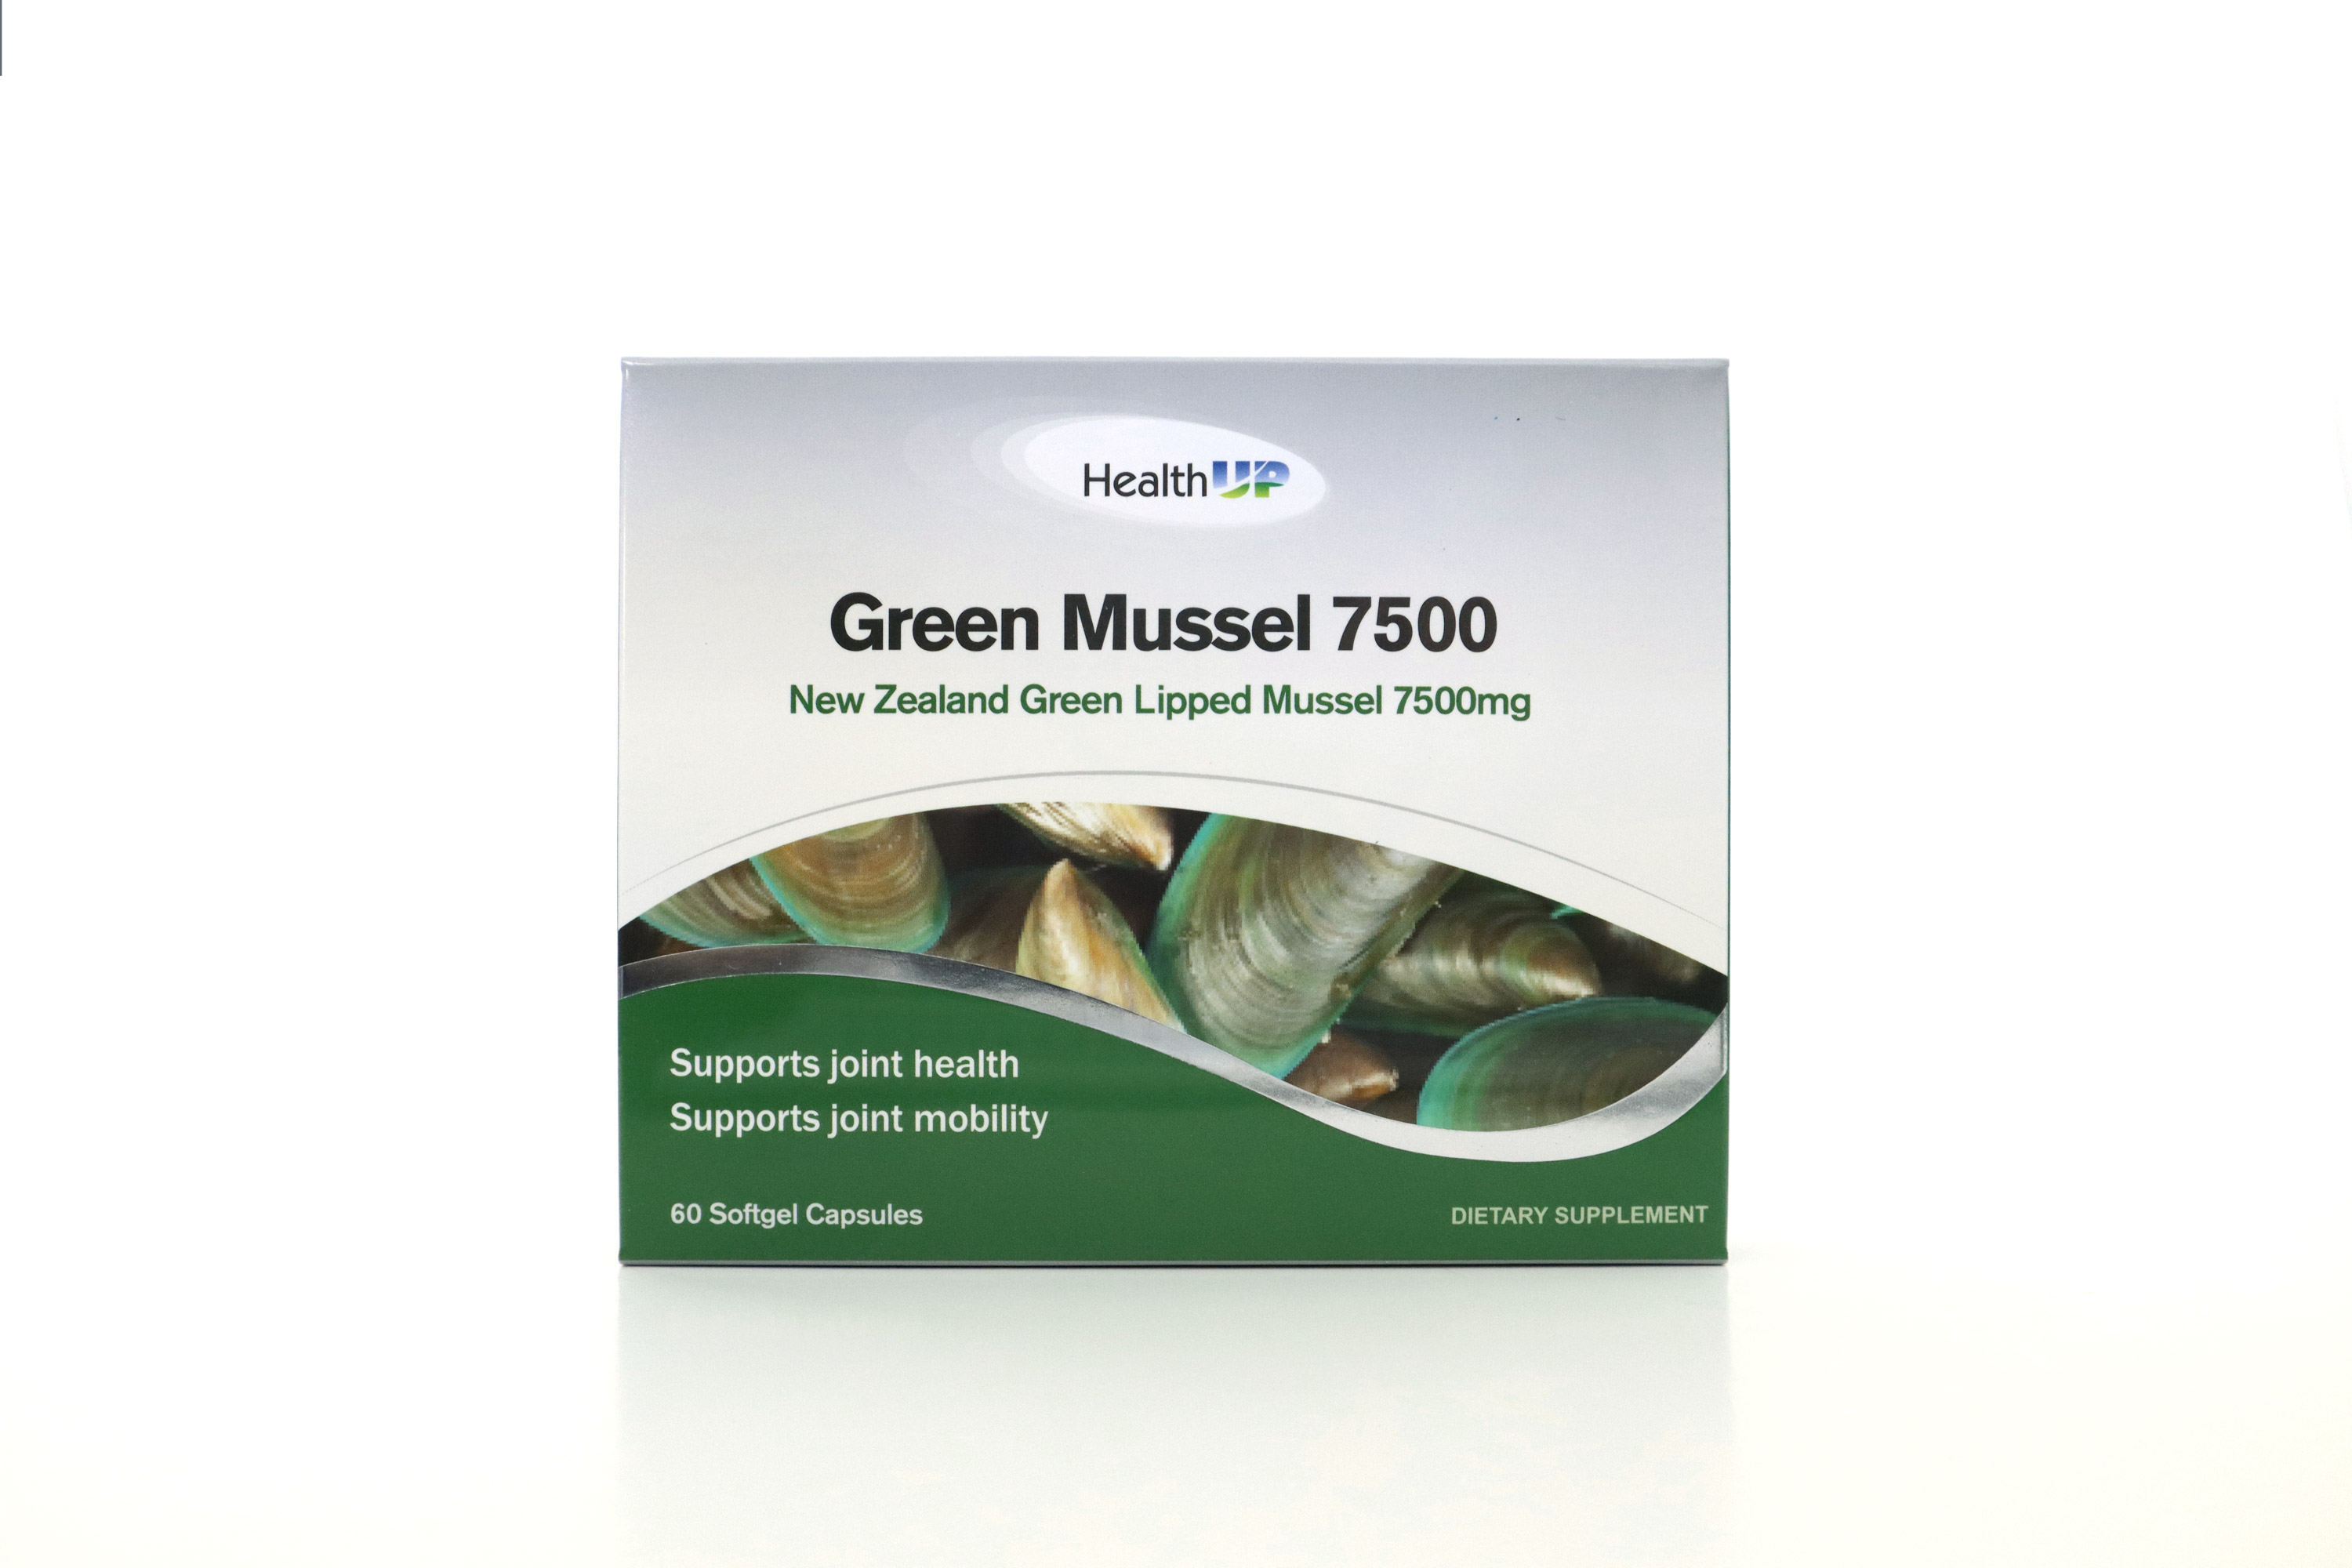 HealthUP
Green Mussel 7500
New Zealand Green Lipped Mussel 7500mg
Supports joint health
Supports joint mobility
60 Softgel Capsules
DIETARY SUPPLEMENT